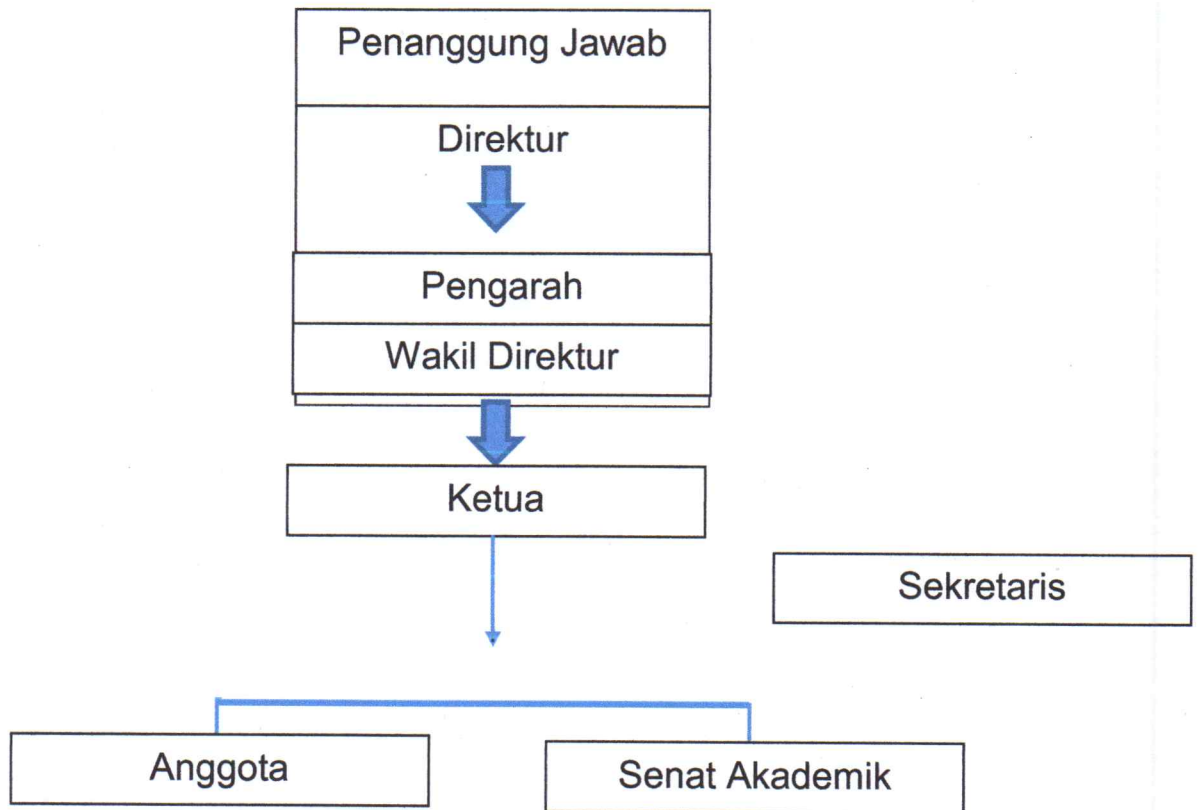 Penanggung Jawab
Direktur
Pengarah
Wakil Direktur
Ketua
Sekretaris
Anggota
Senat Akademik